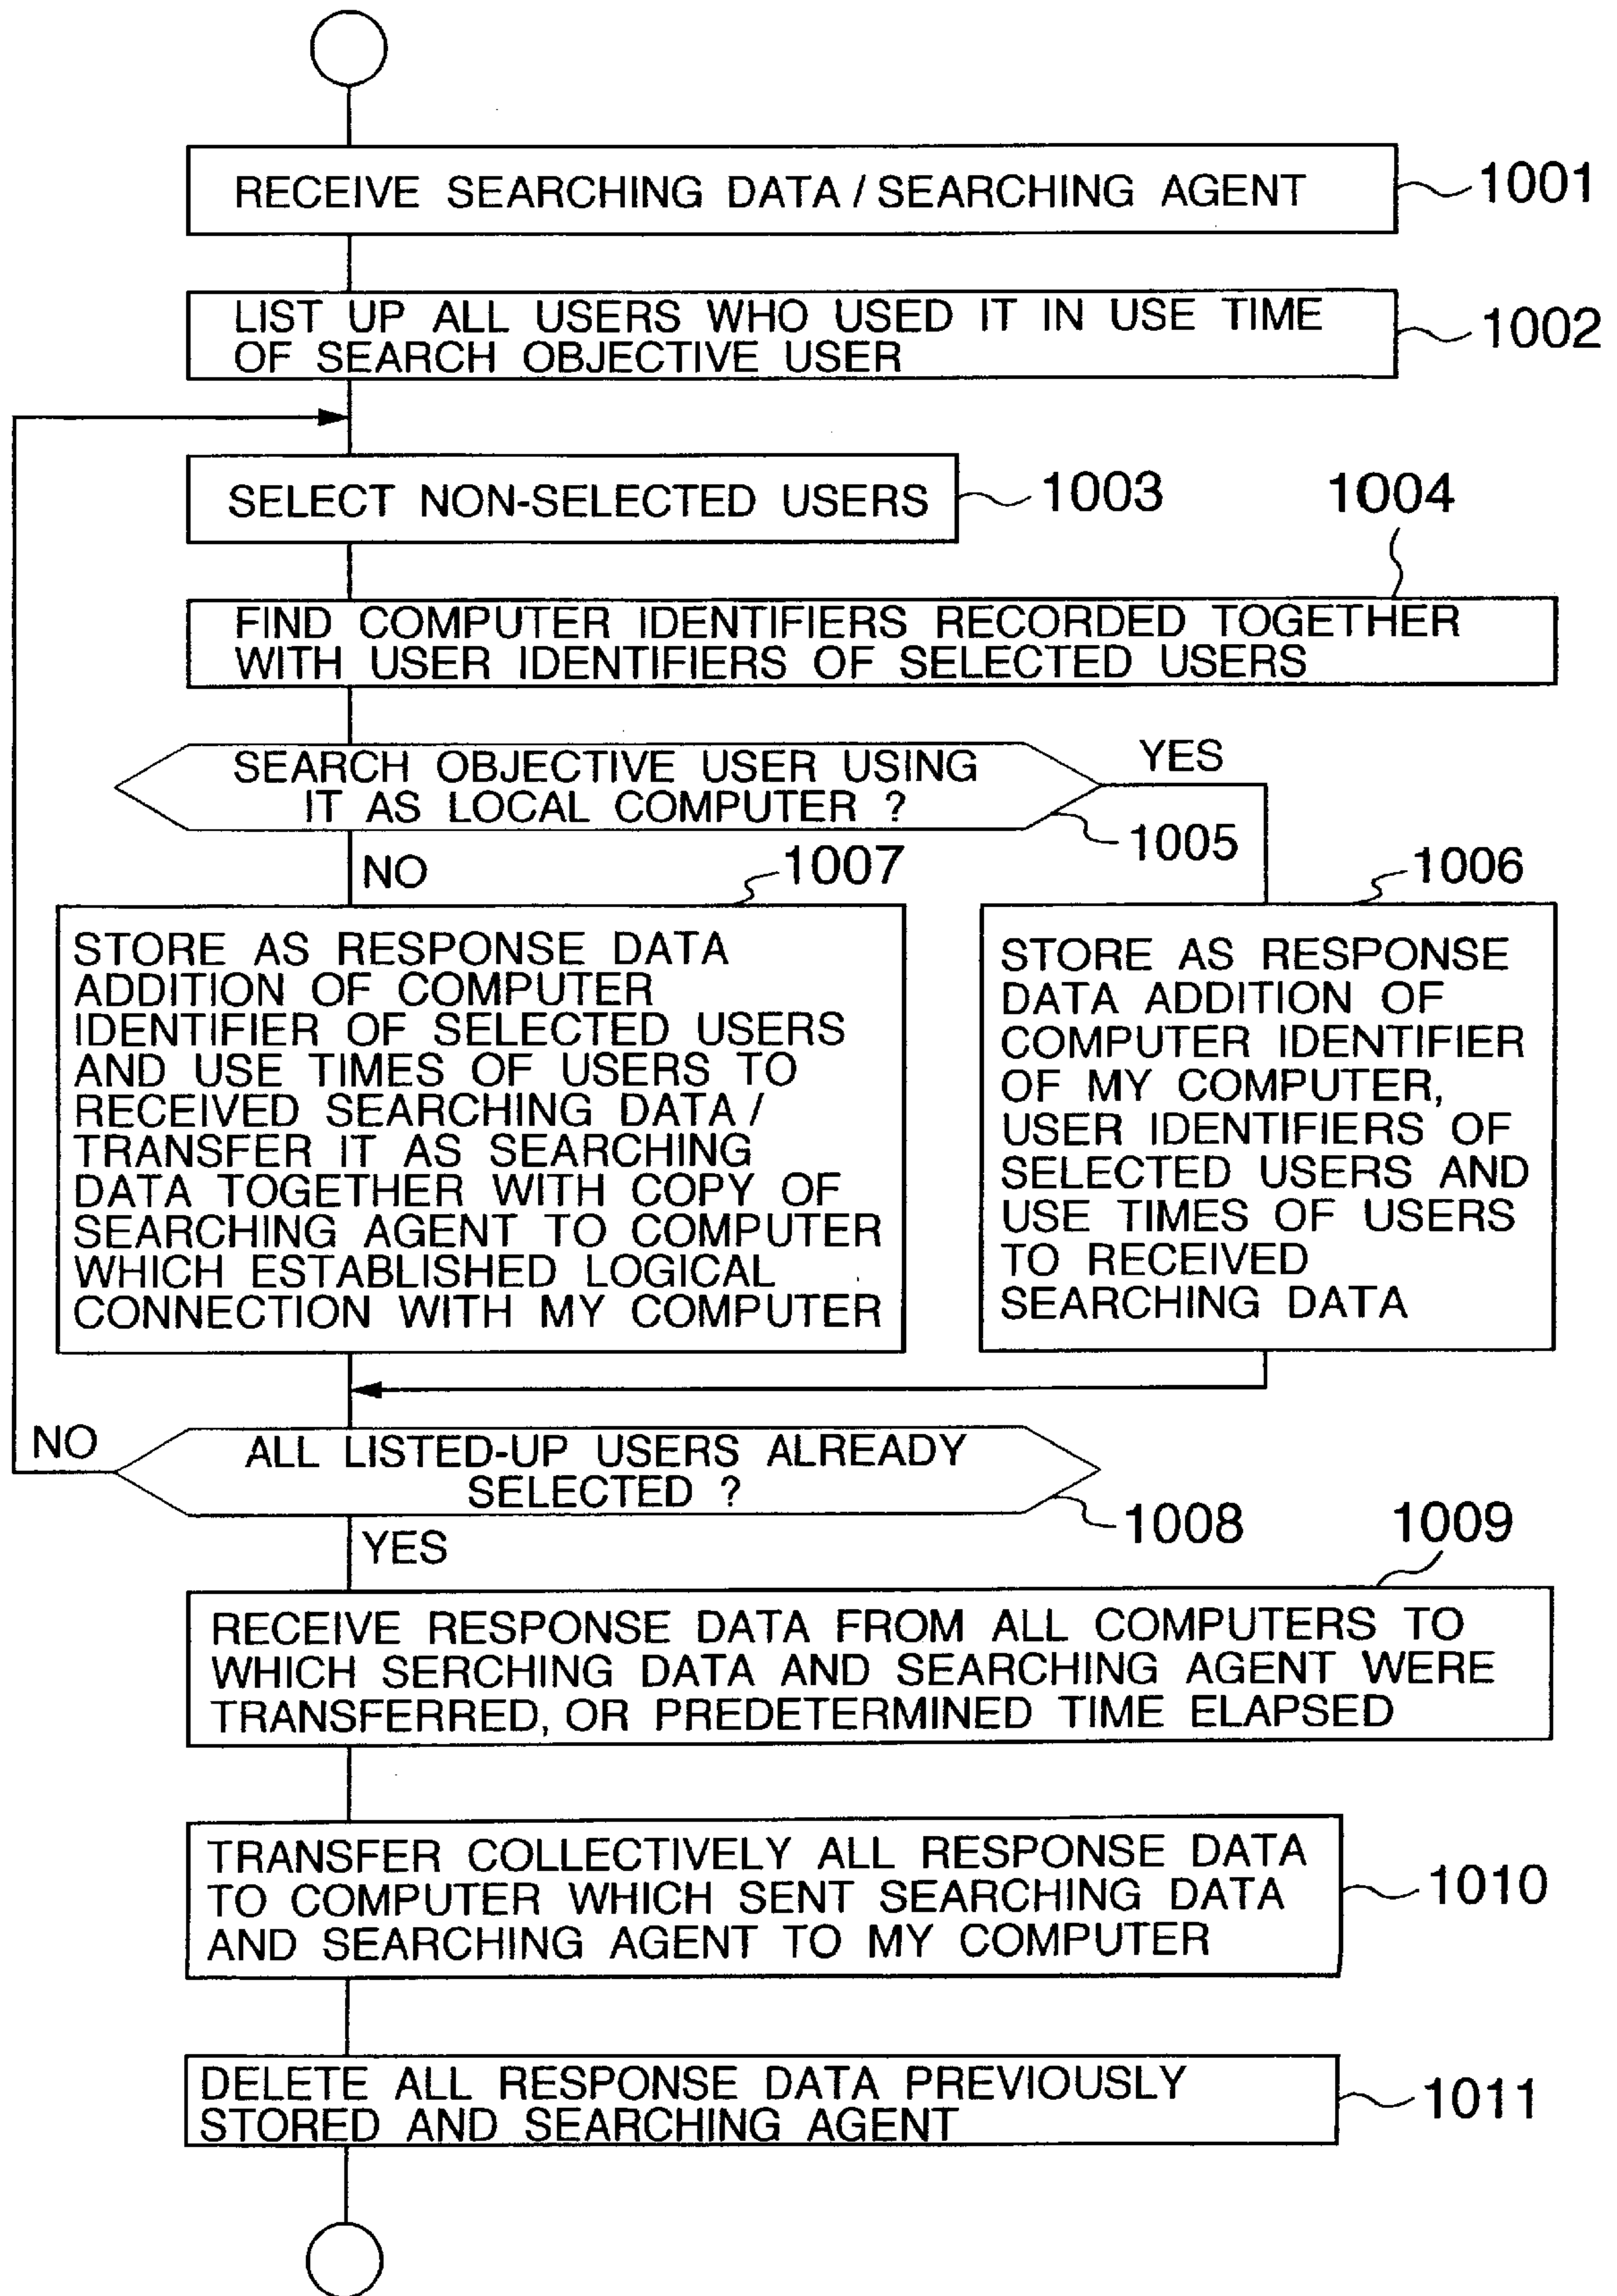 RECEIVE SEARCHING DATA / SEARCHING AGENT
1001
LIST UP ALL USERS WHO USED IT IN USE TIME
OF SEARCH OBJECTIVE USER
1002
SELECT NON-SELECTED USERS
1003
1004
FIND COMPUTER IDENTIFIERS RECORDED TOGETHER
WITH USER IDENTIFIERS OF SELECTED USERS
SEARCH OBJECTIVE USER USING
IT AS LOCAL COMPUTER ?
YES
1005
NO
1007
1006
STORE AS RESPONSE DATA
ADDITION OF COMPUTER
IDENTIFIER OF SELECTED USERS
AND USE TIMES OF USERS TO
RECEIVED SEARCHING DATA /
TRANSFER IT AS SEARCHING
DATA TOGETHER WITH COPY OF
SEARCHING AGENT TO COMPUTER
WHICH ESTABLISHED LOGICAL
CONNECTION WITH MY COMPUTER
STORE AS RESPONSE
DATA ADDITION OF
COMPUTER IDENTIFIER
OF MY COMPUTER,
USER IDENTIFIERS OF
SELECTED USERS AND
USE TIMES OF USERS
TO RECEIVED
SEARCHING DATA
NO
ALL LISTED-UP USERS ALREADY
SELECTED ?
1008
YES
1009
RECEIVE RESPONSE DATA FROM ALL COMPUTERS TO
WHICH SERCHING DATA AND SEARCHING AGENT WERE
TRANSFERRED, OR PREDETERMINED TIME ELAPSED
TRANSFER COLLECTIVELY ALL RESPONSE DATA
TO COMPUTER WHICH SENT SEARCHING DATA
AND SEARCHING AGENT TO MY COMPUTER
1010
DELETE ALL RESPONSE DATA PREVIOUSLY
STORED AND SEARCHING AGENT
1011